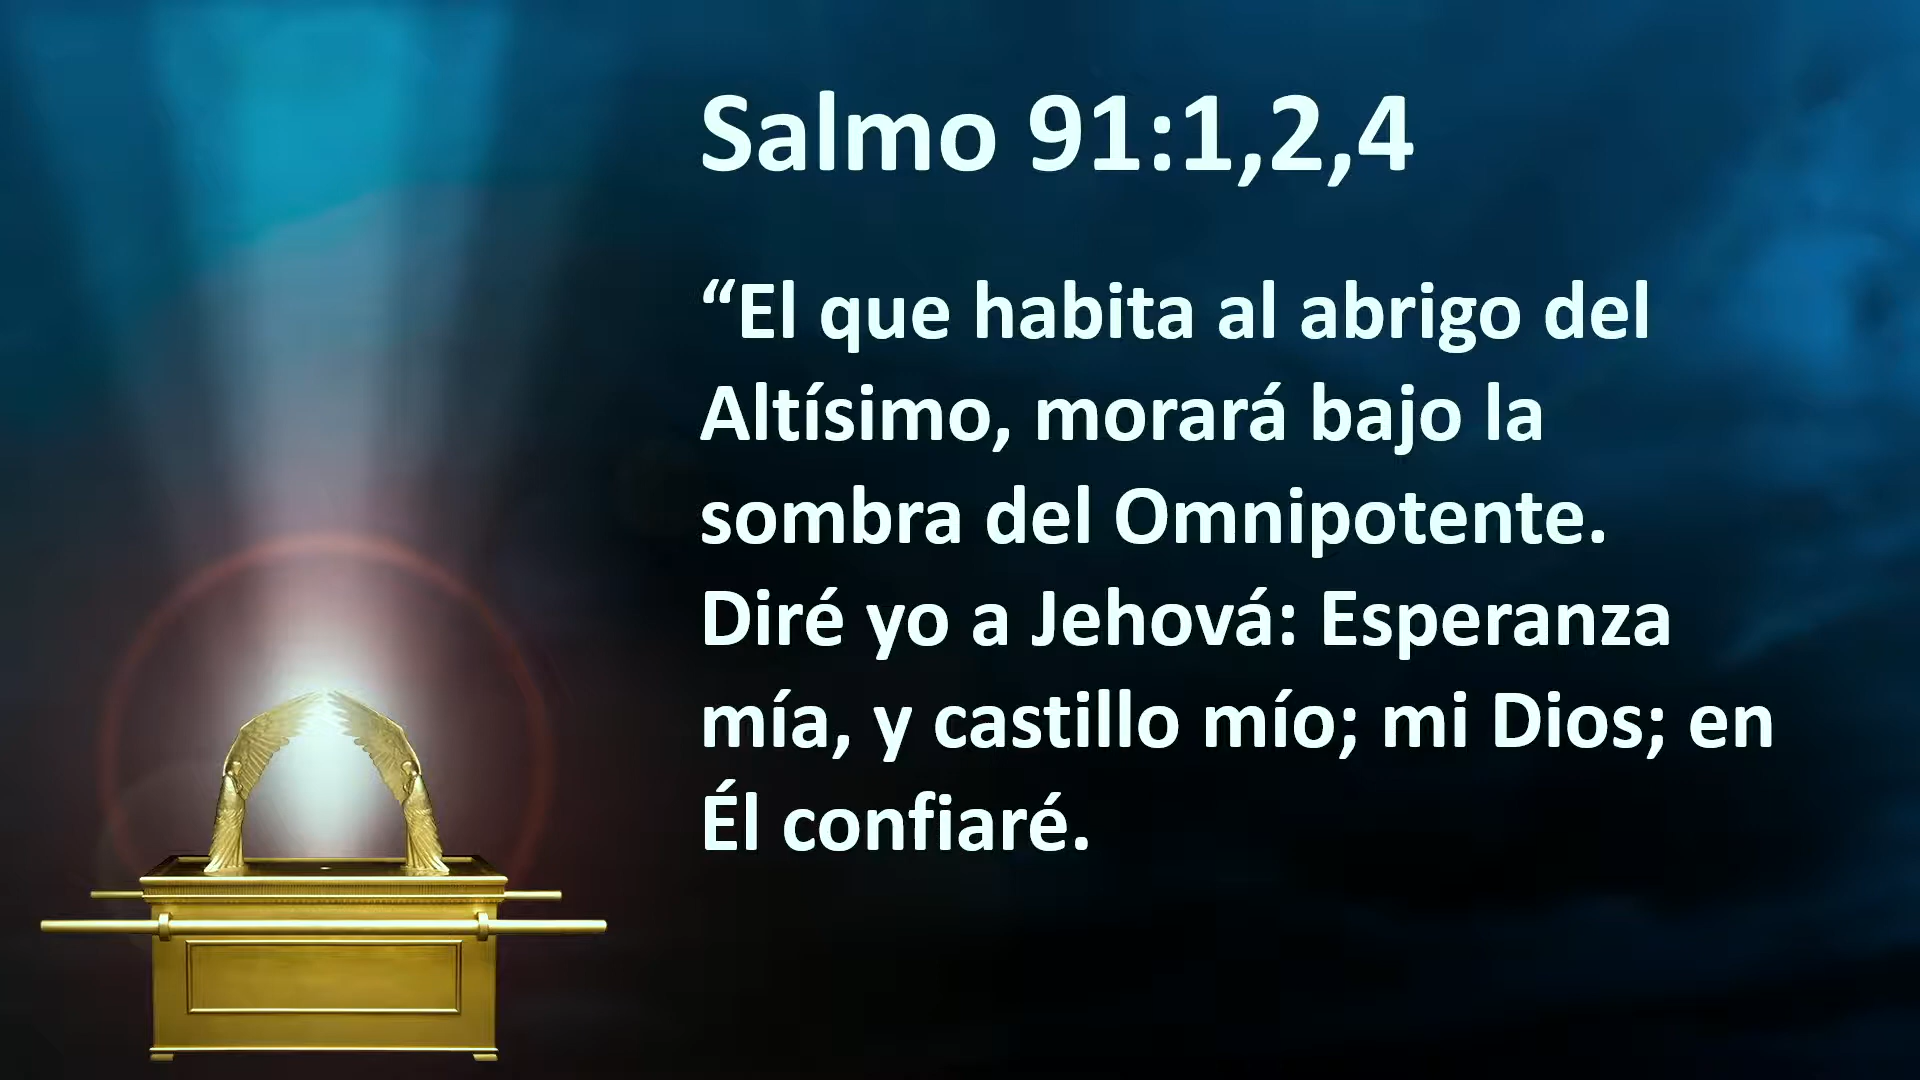 Salmo 91:1,2,4
“El que habita al abrigo del
Altísimo, morará bajo la
sombra del Omnipotente.
Diré yo a Jehová: Esperanza
mía, y castillo mío; mi Dios; en
Él confiaré.